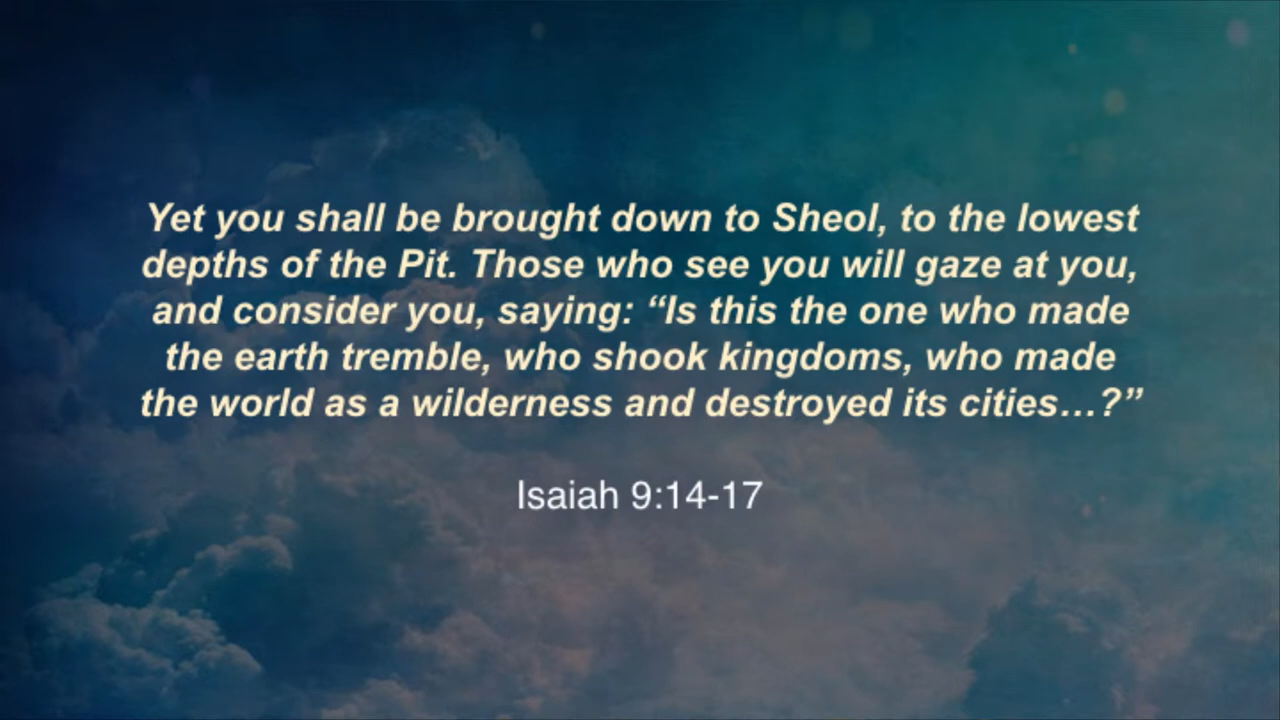 Yet you shall be brought down to Sheol, to the lowest
depths of the Pit. Those who see you will gaze at you,
and consider you, saying: “Is this the one who made
the earth tremble, who shook kingdoms, who made
the world as a wilderness and destroyed its cities…?”
Isaiah 9:14-17